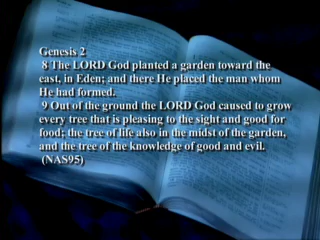 Genesis 2
8 The LORD God planted a garden toward the
east, in Eden; and there He placed the man whom
He had formed.
9 Out of the ground the LORD God caused to grow
every tree that is pleasing to the sight and good for
food; the tree of life also in the midst of the garden,
and the tree of the knowledge of good and evil.
(NAS95)